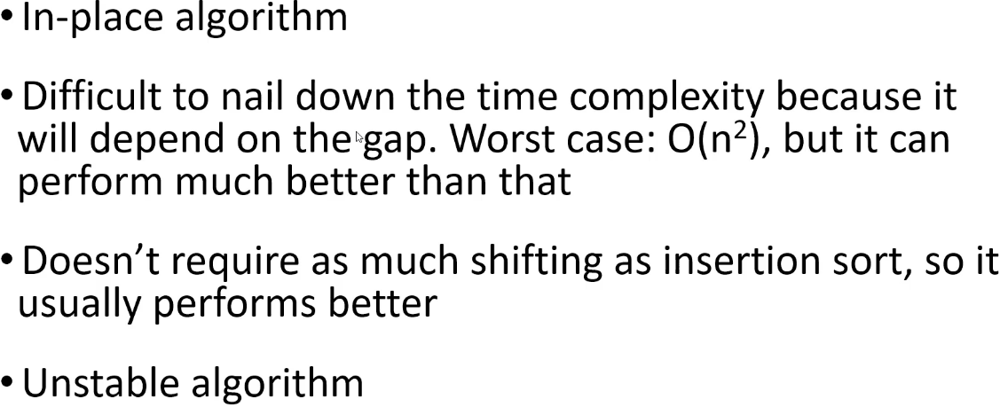 • In-place algorithm
• Difficult to nail down the time complexity because it
will depend on the gap. Worst case: O(n²), but it can
perform much better than that
• Doesn’t require as much shifting as insertion sort, so it
usually performs better
• Unstable algorithm